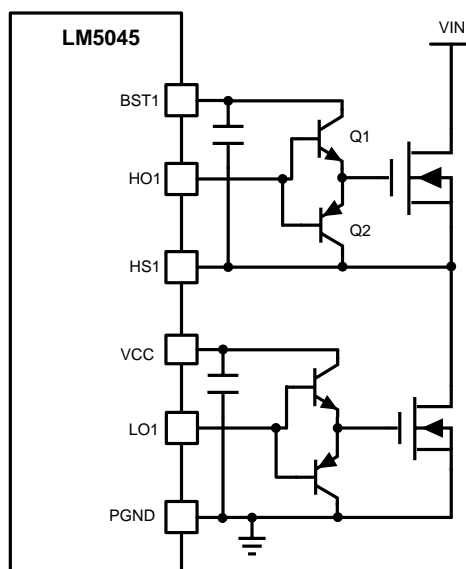 LM5045
VIN
BST1
Q1
HO1
Q2
HS1
VCC
LO1
PGND